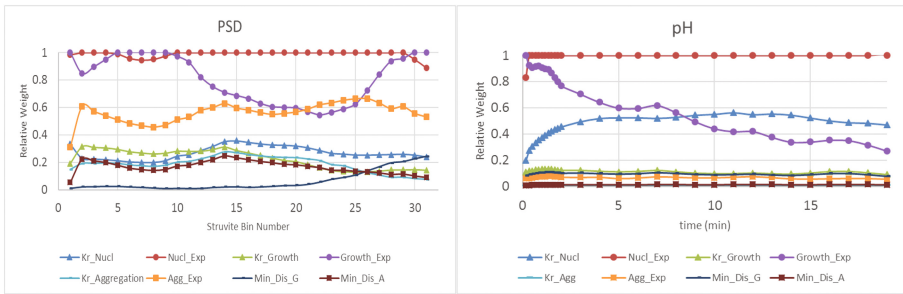 PSD
Relative Weight
1
0.8
0.6
0.4
0.2
0
0 5 10 15 20 25 30
Struvite Bin Number
Kr_Nucl Nucl_Exp Kr_Growth Growth_Exp
Kr_Aggregation Agg_Exp Min_Dis_G Min_Dis_A
pH
Relative Weight
1
0.8
0.6
0.4
0.2
0
0 5 10 15
time (min)
Kr_Nucl Nucl_Exp Kr_Growth Growth_Exp
Kr_Agg Agg_Exp Min_Dis_G Min_Dis_A